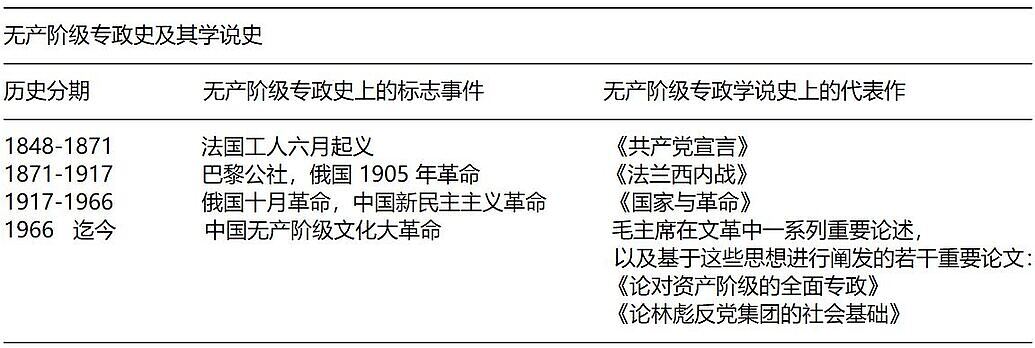 无产阶级专政史及其学说史
历史分期 无产阶级专政史上的标志事件 无产阶级专政学说史上的代表作
1848-1871 法国工人六月起义 《共产党宣言》
1871-1917 巴黎公社，俄国 1905 年革命 《法兰西内战》
1917-1966 俄国十月革命，中国新民主主义革命 《国家与革命》
1966 迄今 中国无产阶级文化大革命 毛主席在文革中一系列重要论述，
以及基于这些思想进行阐发的若干重要论文：
《论对资产阶级的全面专政》
《论林彪反党集团的社会基础》